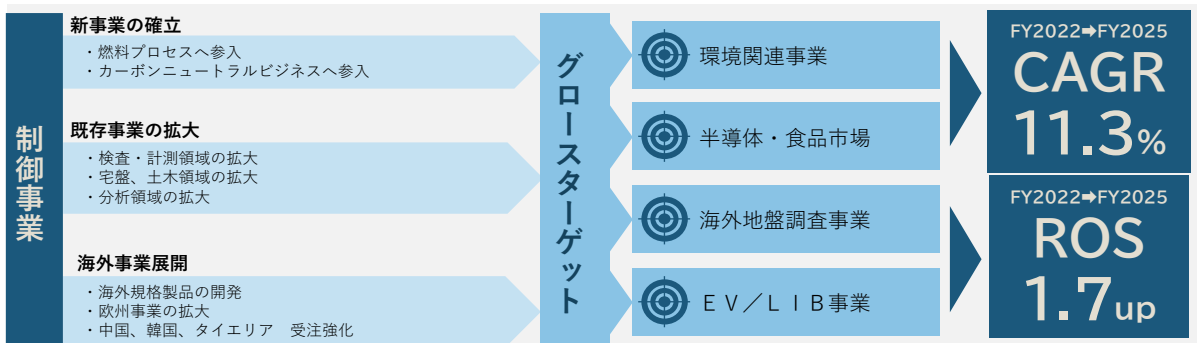 制御事業
新事業の確立
・燃料プロセスへ参入
・カーボンニュートラルビジネスへ参入
既存事業の拡大
・検査・計測領域の拡大
・宅盤、土木領域の拡大
・分析領域の拡大
海外事業展開
・海外規格製品の開発
・欧州事業の拡大
・中国、韓国、タイエリア　受注強化
グロースターゲット
環境関連事業
半導体・食品市場
海外地盤調査事業
ＥＶ／ＬＩＢ事業
FY2022➡FY2025
CAGR
11.3%
FY2022➡FY2025
ROS
1.7up